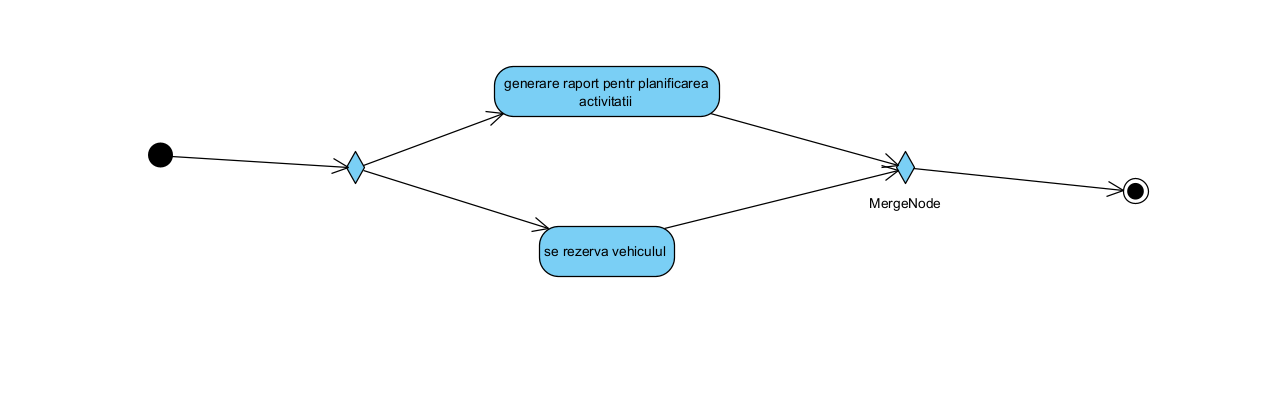 generare raport pentr planificarea
activitatii
MergeNode
se rezerva vehiculul